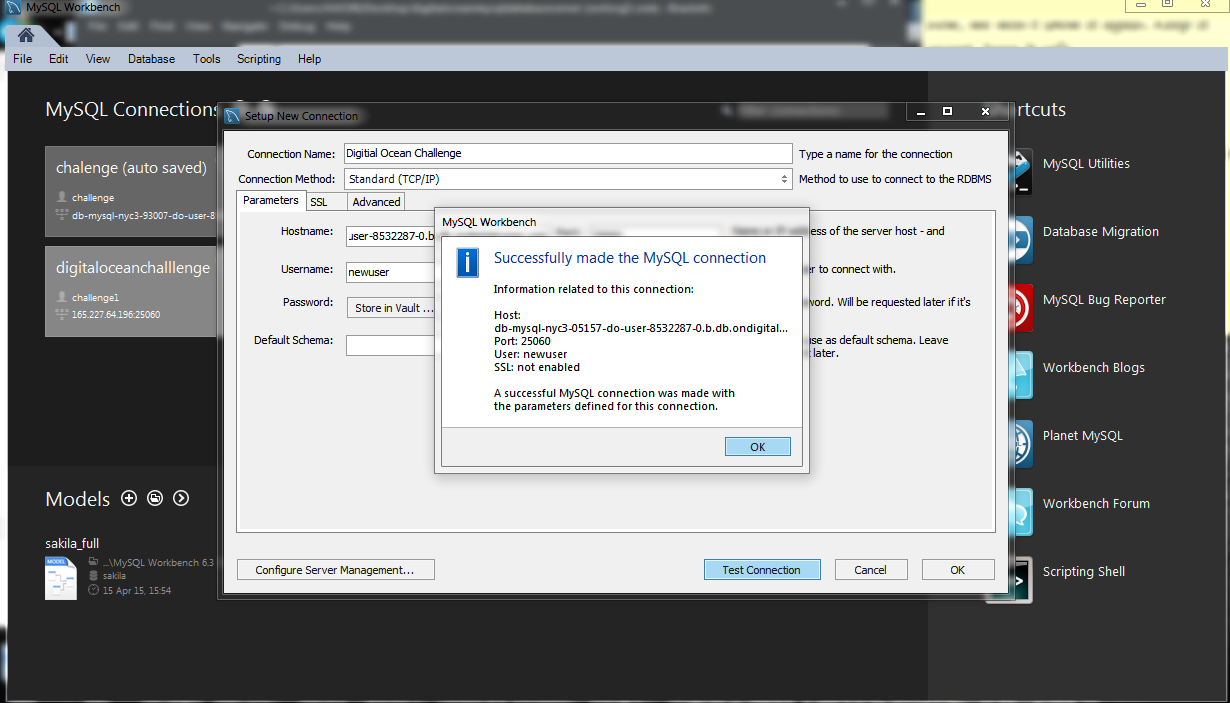 MySQL Workbench
File Edit View Database Tools Scripting Help
MySQL Connections
chalenge (auto saved)
challenge
db-mysql-nyc3-93007-do-user-8
digitaloceanchalllenge
challenge1
165.227.64.196:25060
Models
sakila_full
MODEL
...\MySQL Workbench 6.3
sakila
15 Apr 15, 15:54
Setup New Connection
Connection Name: Digitial Ocean Challenge Type a name for the connection
Connection Method: Standard (TCP/IP) Method to use to connect to the RDBMS
Parameters SSL Advanced
Hostname: user-8532287-0.b ss of the server host - and
Username: newuser er to connect with.
Password: Store in Vault ... word. Will be requested later if it's
Default Schema: use as default schema. Leave
t later.
MySQL Workbench
Successfully made the MySQL connection
Information related to this connection:
Host:
db-mysql-nyc3-05157-do-user-8532287-0.b.db.ondigital...
Port: 25060
User: newuser
SSL: not enabled
A successful MySQL connection was made with
the parameters defined for this connection.
OK
Configure Server Management... Test Connection Cancel OK
rtcuts
MySQL Utilities
Database Migration
MySQL Bug Reporter
Workbench Blogs
Planet MySQL
Workbench Forum
Scripting Shell